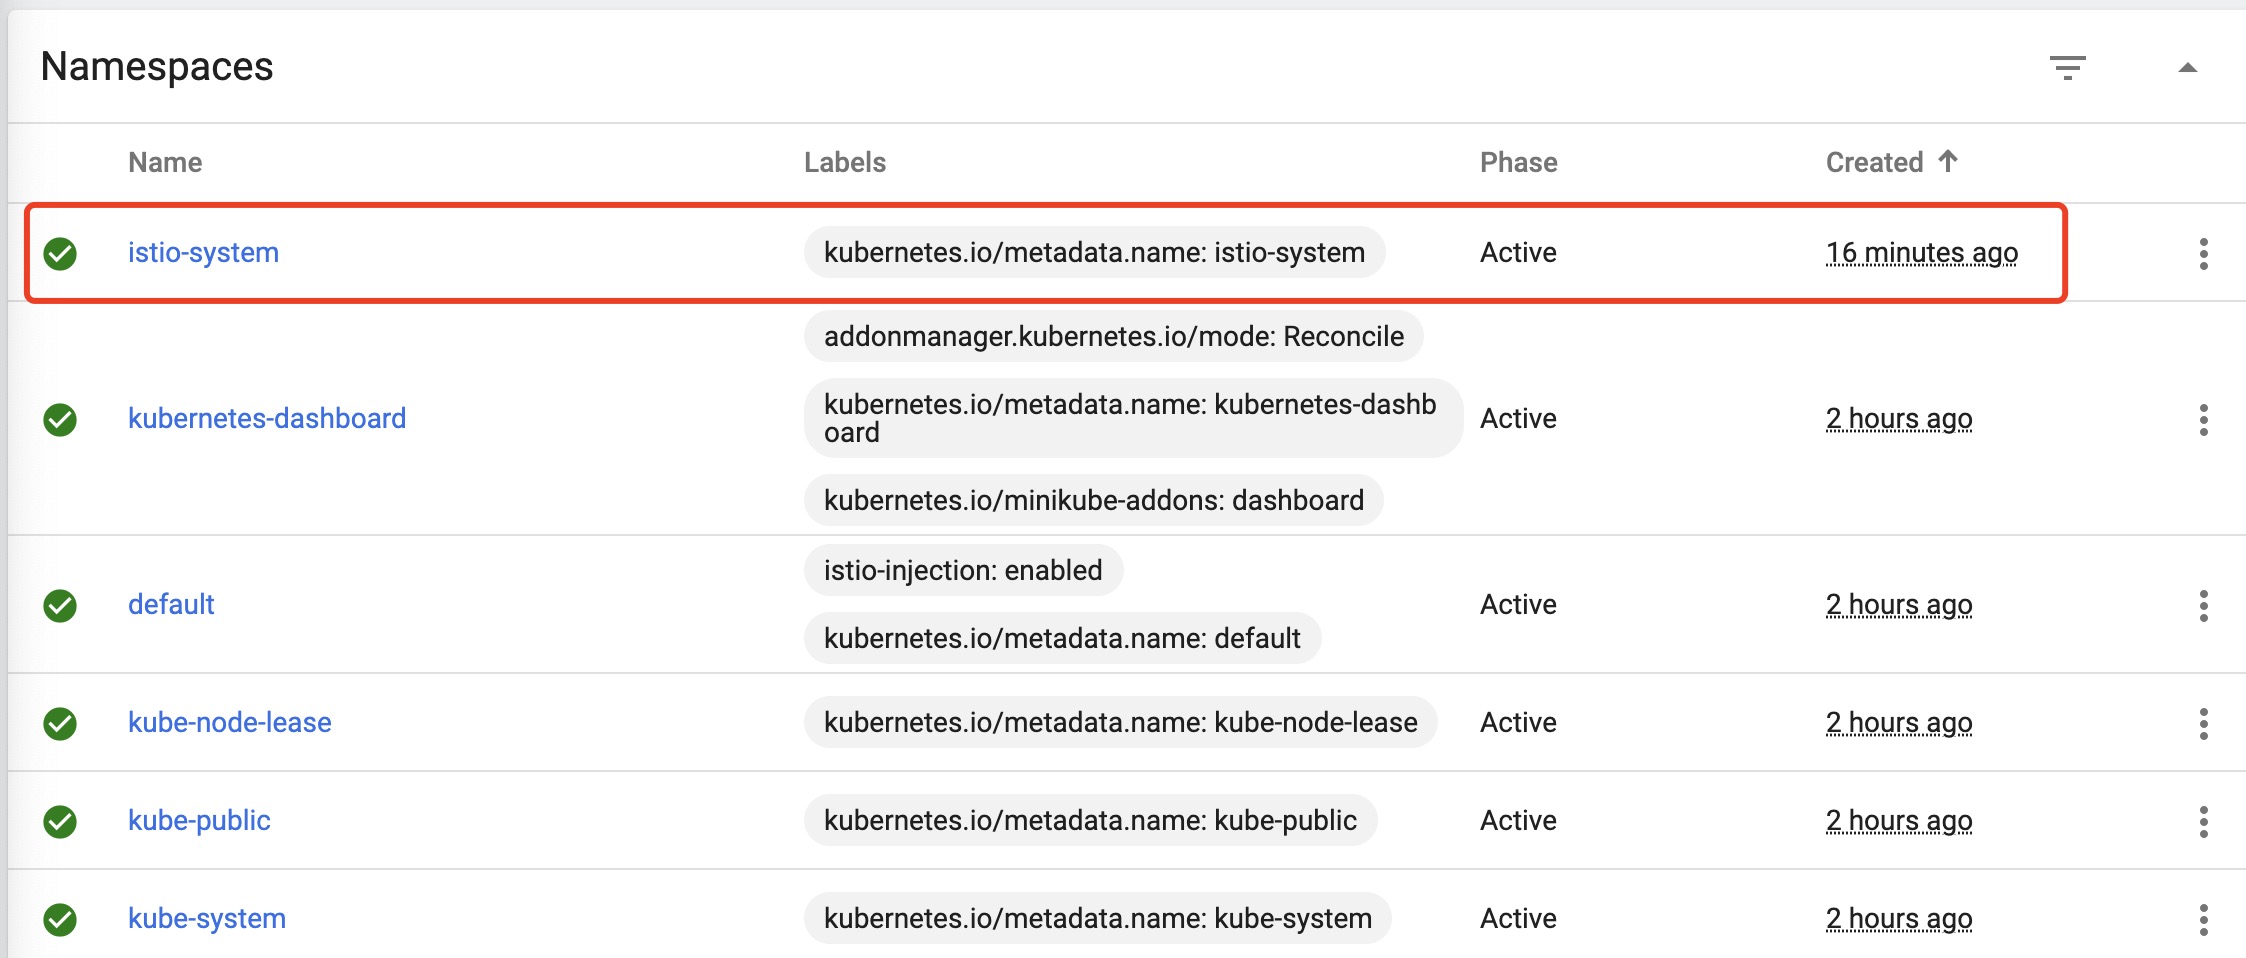 Namespaces
Name Labels Phase Created
istio-system kubernetes.io/metadata.name: istio-system Active 16 minutes ago
addonmanager.kubernetes.io/mode: Reconcile
kubernetes-dashboard kubernetes.io/metadata.name: kubernetes-dashb Active 2 hours ago
oard
kubernetes.io/minikube-addons: dashboard
istio-injection: enabled
default Active 2 hours ago
kubernetes.io/metadata.name: default
kube-node-lease kubernetes.io/metadata.name: kube-node-lease Active 2 hours ago
kube-public kubernetes.io/metadata.name: kube-public Active 2 hours ago
kube-system kubernetes.io/metadata.name: kube-system Active 2 hours ago